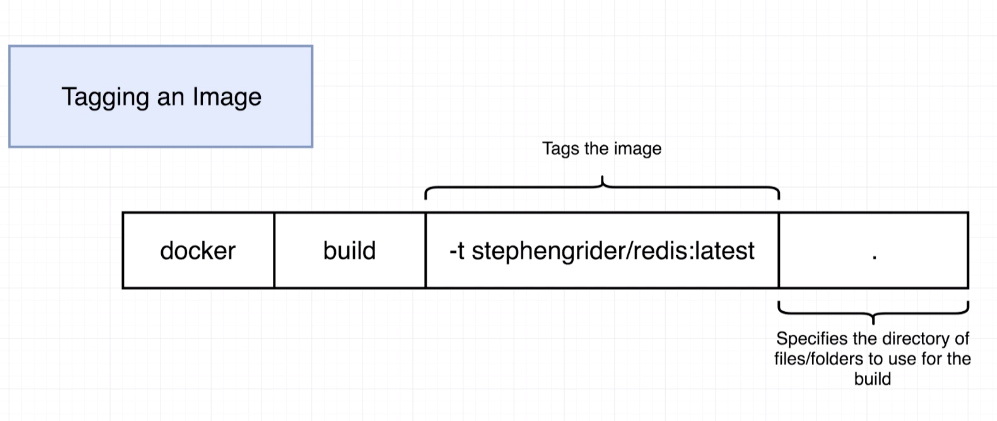 Tagging an Image
Tags the image
docker build -t stephengrider/redis:latest .
Specifies the directory of
files/folders to use for the
build